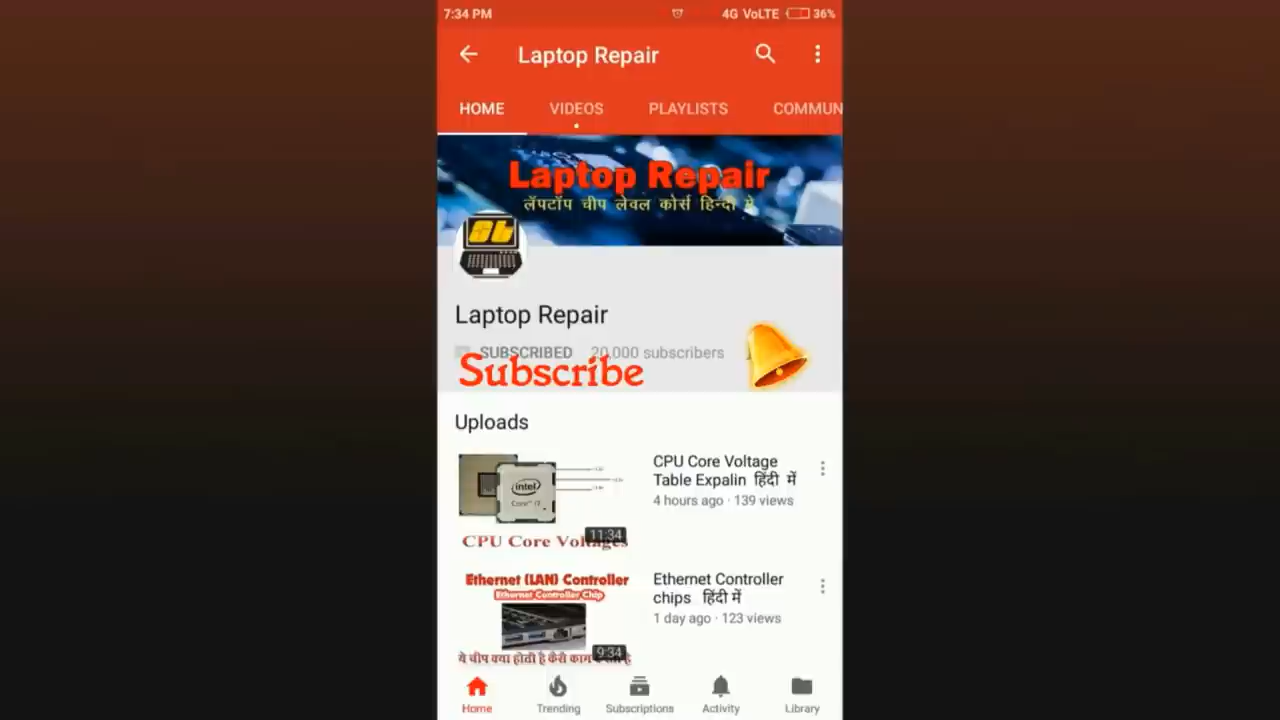 7:34 PM 4G VoLTE 36%
Laptop Repair
HOME VIDEOS PLAYLISTS COMMUN
Laptop Repair
लॅपटॉप चीप लेवल कोर्स हिन्दी मे
Laptop Repair
SUBSCRIBED 20,000 subscribers
Subscribe
Uploads
intel
CORE i7
11:34
CPU Core Voltages
CPU Core Voltage
Table Expalin हिंदी में
4 hours ago · 139 views
Ethernet (LAN) Controller
Ethernet Controller Chip
9:34
ये चीप क्या होती है कैसे काम
Ethernet Controller
chips हिंदी में
1 day ago · 123 views
Home Trending Subscriptions Activity Library